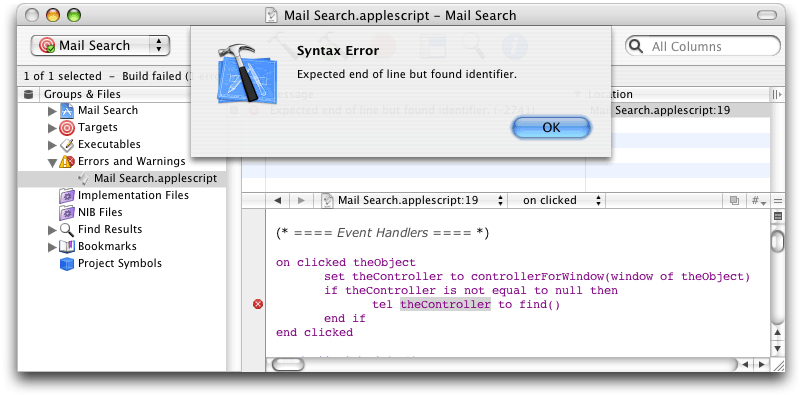 Mail Search.applescript – Mail Search
Mail Search
All Columns
Syntax Error
Expected end of line but found identifier.
OK
1 of 1 selected – Build failed
Groups & Files
Location
Mail Search
Targets
Executables
Errors and Warnings
Mail Search.applescript
Implementation Files
NIB Files
Find Results
Bookmarks
Project Symbols
Message
Expected end of line but found identifier.
Mail Search.applescript:19
Mail Search.applescript:19
on clicked
#
(* ==== Event Handlers ==== *)
on clicked theObject
set theController to controllerForWindow(window of theObject)
if theController is not equal to null then
tel theController to find()
end if
end clicked